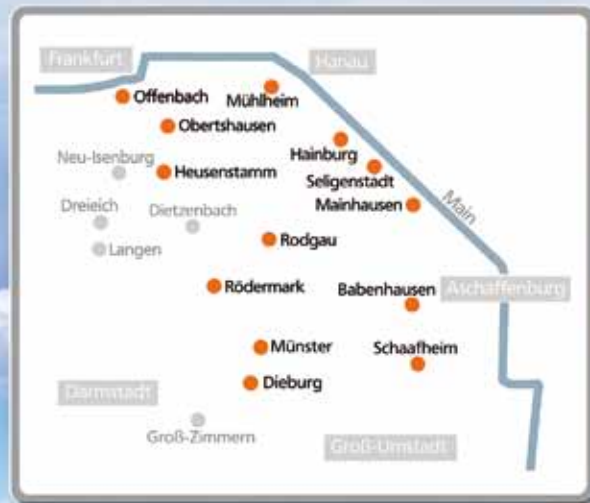 Frankfurt
Hanau
Offenbach
Mühlheim
Obertshausen
Hainburg
Neu-Isenburg
Heusenstamm
Seligenstadt
Mainhausen
Main
Dreieich
Dietzenbach
Rodgau
Langen
Rödermark
Babenhausen
Aschaffenburg
Münster
Schaafheim
Darmstadt
Dieburg
Groß-Zimmern
Groß-Umstadt